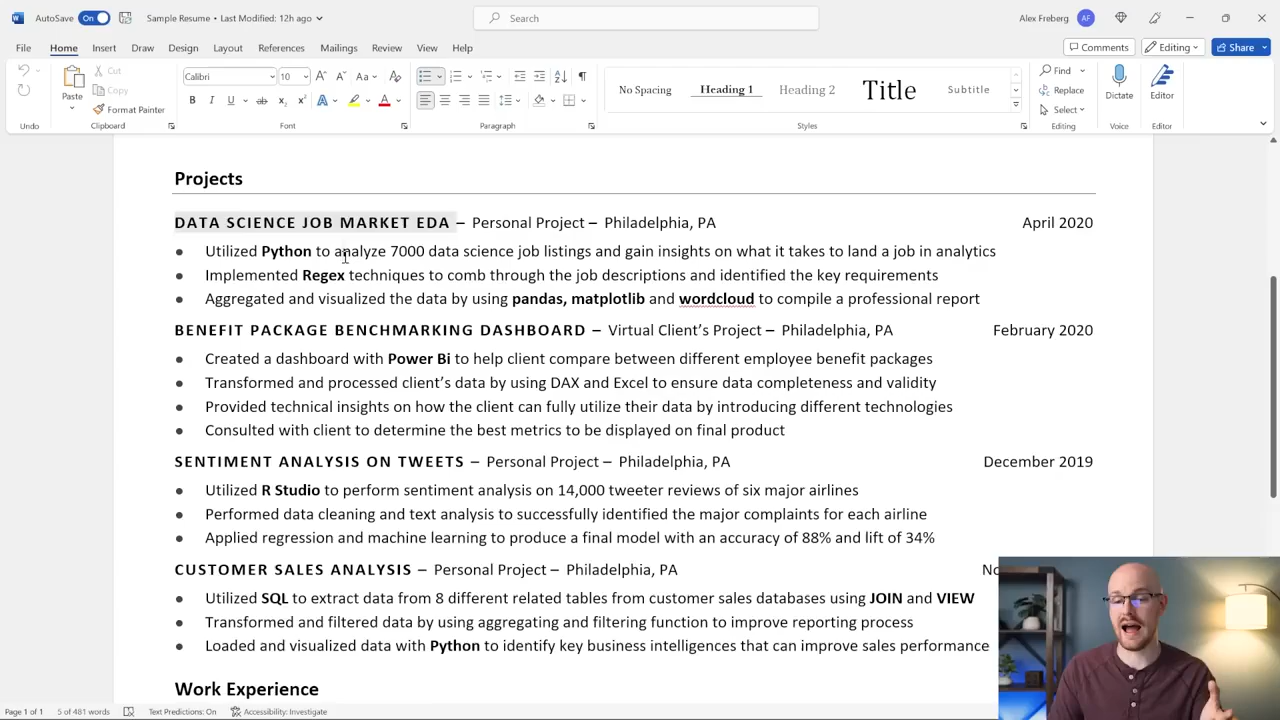 AutoSave On Sample Resume • Last Modified: 12h ago Search Alex Freberg AF
File Home Insert Draw Design Layout References Mailings Review View Help Comments Editing Share
Calibri 10 Aa
Cut
Copy
Format Painter
Paste
B I U ab x₂ x² A A
No Spacing Heading 1 Heading 2 Title Subtitle
Find
Replace
Select
Dictate Editor
Undo Clipboard Font Paragraph Styles Editing Voice Editor
Projects
DATA SCIENCE JOB MARKET EDA – Personal Project – Philadelphia, PA April 2020
● Utilized Python to analyze 7000 data science job listings and gain insights on what it takes to land a job in analytics
● Implemented Regex techniques to comb through the job descriptions and identified the key requirements
● Aggregated and visualized the data by using pandas, matplotlib and wordcloud to compile a professional report
BENEFIT PACKAGE BENCHMARKING DASHBOARD – Virtual Client’s Project – Philadelphia, PA February 2020
● Created a dashboard with Power Bi to help client compare between different employee benefit packages
● Transformed and processed client’s data by using DAX and Excel to ensure data completeness and validity
● Provided technical insights on how the client can fully utilize their data by introducing different technologies
● Consulted with client to determine the best metrics to be displayed on final product
SENTIMENT ANALYSIS ON TWEETS – Personal Project – Philadelphia, PA December 2019
● Utilized R Studio to perform sentiment analysis on 14,000 tweeter reviews of six major airlines
● Performed data cleaning and text analysis to successfully identified the major complaints for each airline
● Applied regression and machine learning to produce a final model with an accuracy of 88% and lift of 34%
CUSTOMER SALES ANALYSIS – Personal Project – Philadelphia, PA
● Utilized SQL to extract data from 8 different related tables from customer sales databases using JOIN and VIEW
● Transformed and filtered data by using aggregating and filtering function to improve reporting process
● Loaded and visualized data with Python to identify key business intelligences that can improve sales performance
Work Experience
Page 1 of 1 5 of 481 words Text Predictions: On Accessibility: Investigate